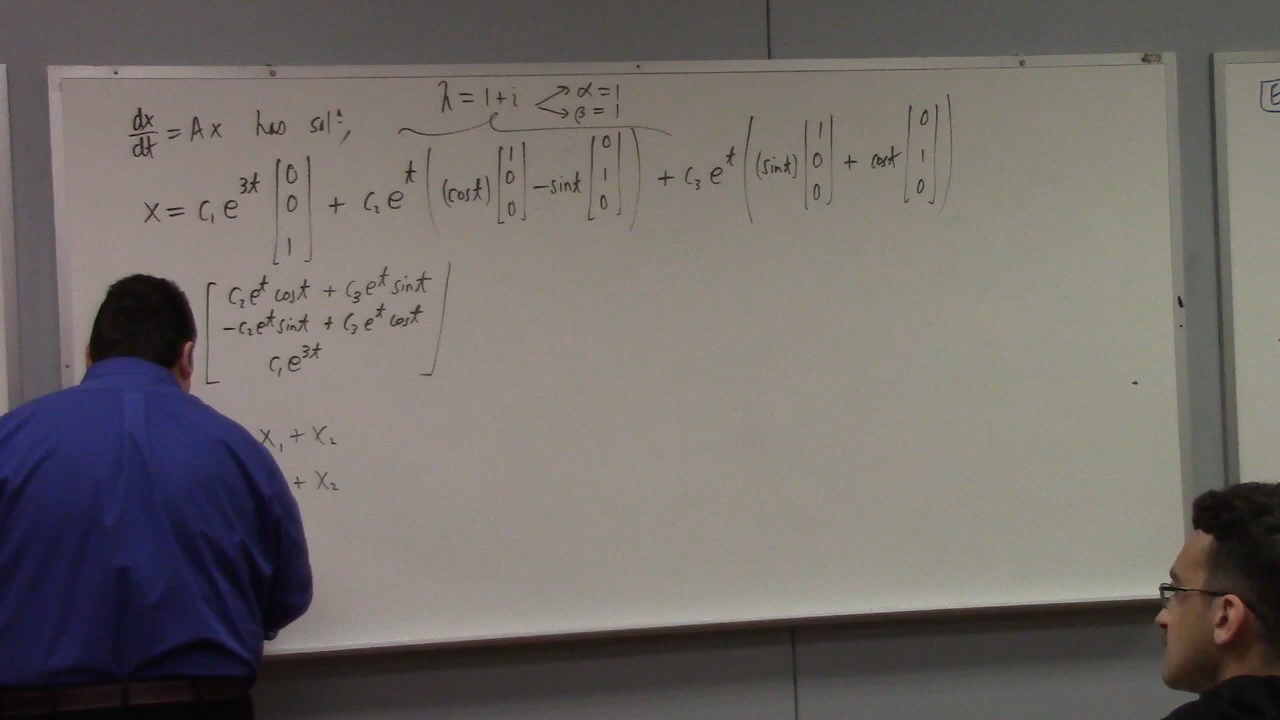 λ = 1+i α = 1
β = 1
dx/dt = Ax has solⁿ,
x = c₁e^{3t} [0 0 1] + c₂e^t ((cost) [1 0 0] − sint [0 1 0]) + c₃e^t ((sint) [1 0 0] + cost [0 1 0])
c₂e^t cost + c₃e^t sint
−c₂e^t sint + c₃e^t cost
c₁e^{3t}
x₁ + x₂
+ x₂
E